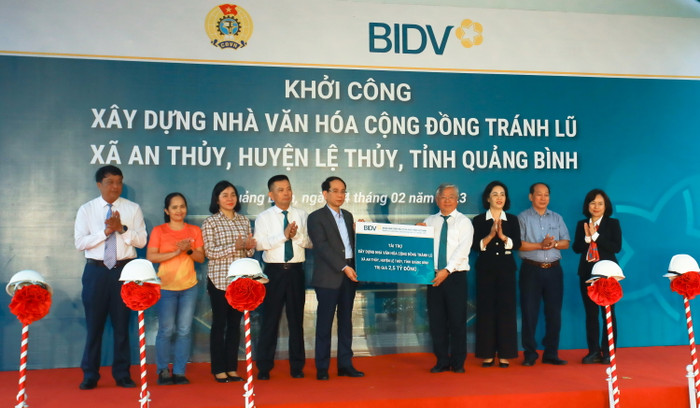 BIDV
KHỞI CÔNG
XÂY DỰNG NHÀ VĂN HÓA CỘNG ĐỒNG TRÁNH LŨ
XÃ AN THỦY, HUYỆN LỆ THỦY, TỈNH QUẢNG BÌNH
tháng 02 năm
BIDV
TÀI TRỢ
XÂY DỰNG NHÀ VĂN HÓA CỘNG ĐỒNG TRÁNH LŨ
XÃ AN THỦY, HUYỆN LỆ THỦY, TỈNH QUẢNG BÌNH
TRỊ GIÁ 2,5 TỶ ĐỒNG